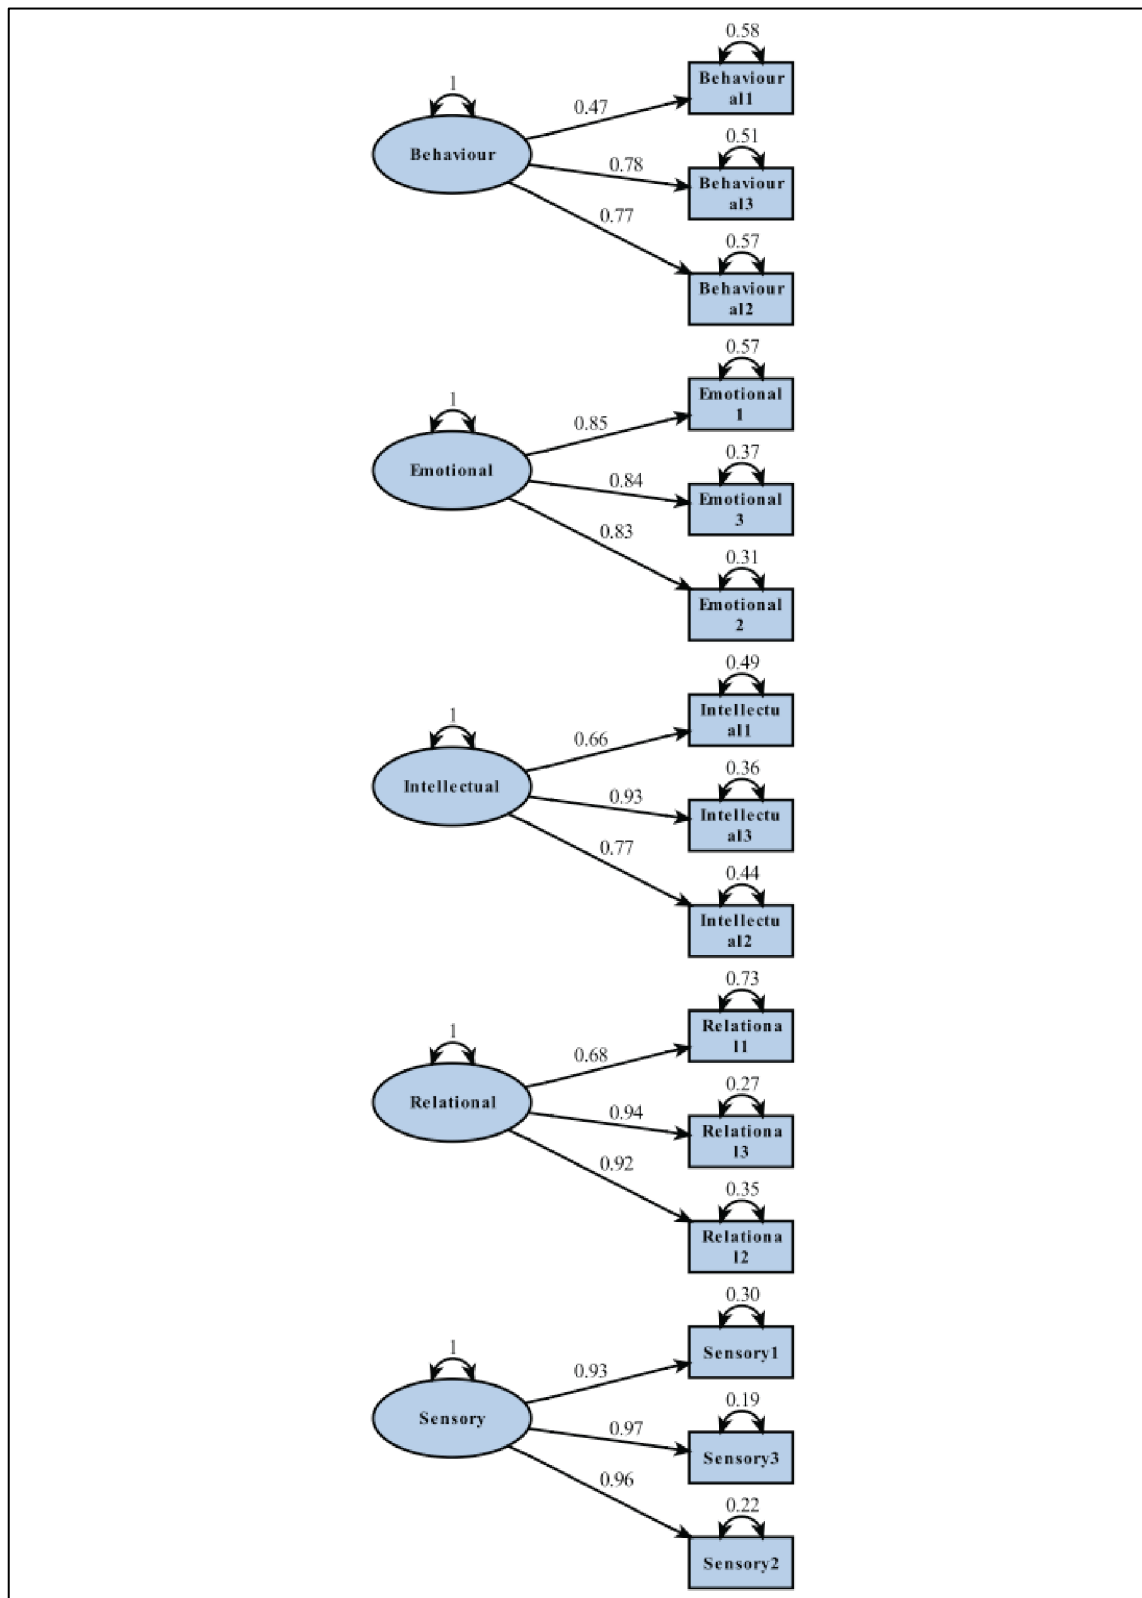 0.58
Behaviour
al1
1
0.47
Behaviour
0.51
0.78
Behaviour
al3
0.77
0.57
Behaviour
al2
0.57
Emotional
1
1
0.85
Emotional
0.37
0.84
Emotional
3
0.83
0.31
Emotional
2
0.49
Intellectu
al1
1
0.66
Intellectual
0.36
0.93
Intellectu
al3
0.77
0.44
Intellectu
al2
0.73
Relationa
l1
1
0.68
Relational
0.27
0.94
Relationa
l3
0.92
0.35
Relationa
l2
0.30
Sensory1
1
0.93
Sensory
0.19
0.97
Sensory3
0.96
0.22
Sensory2